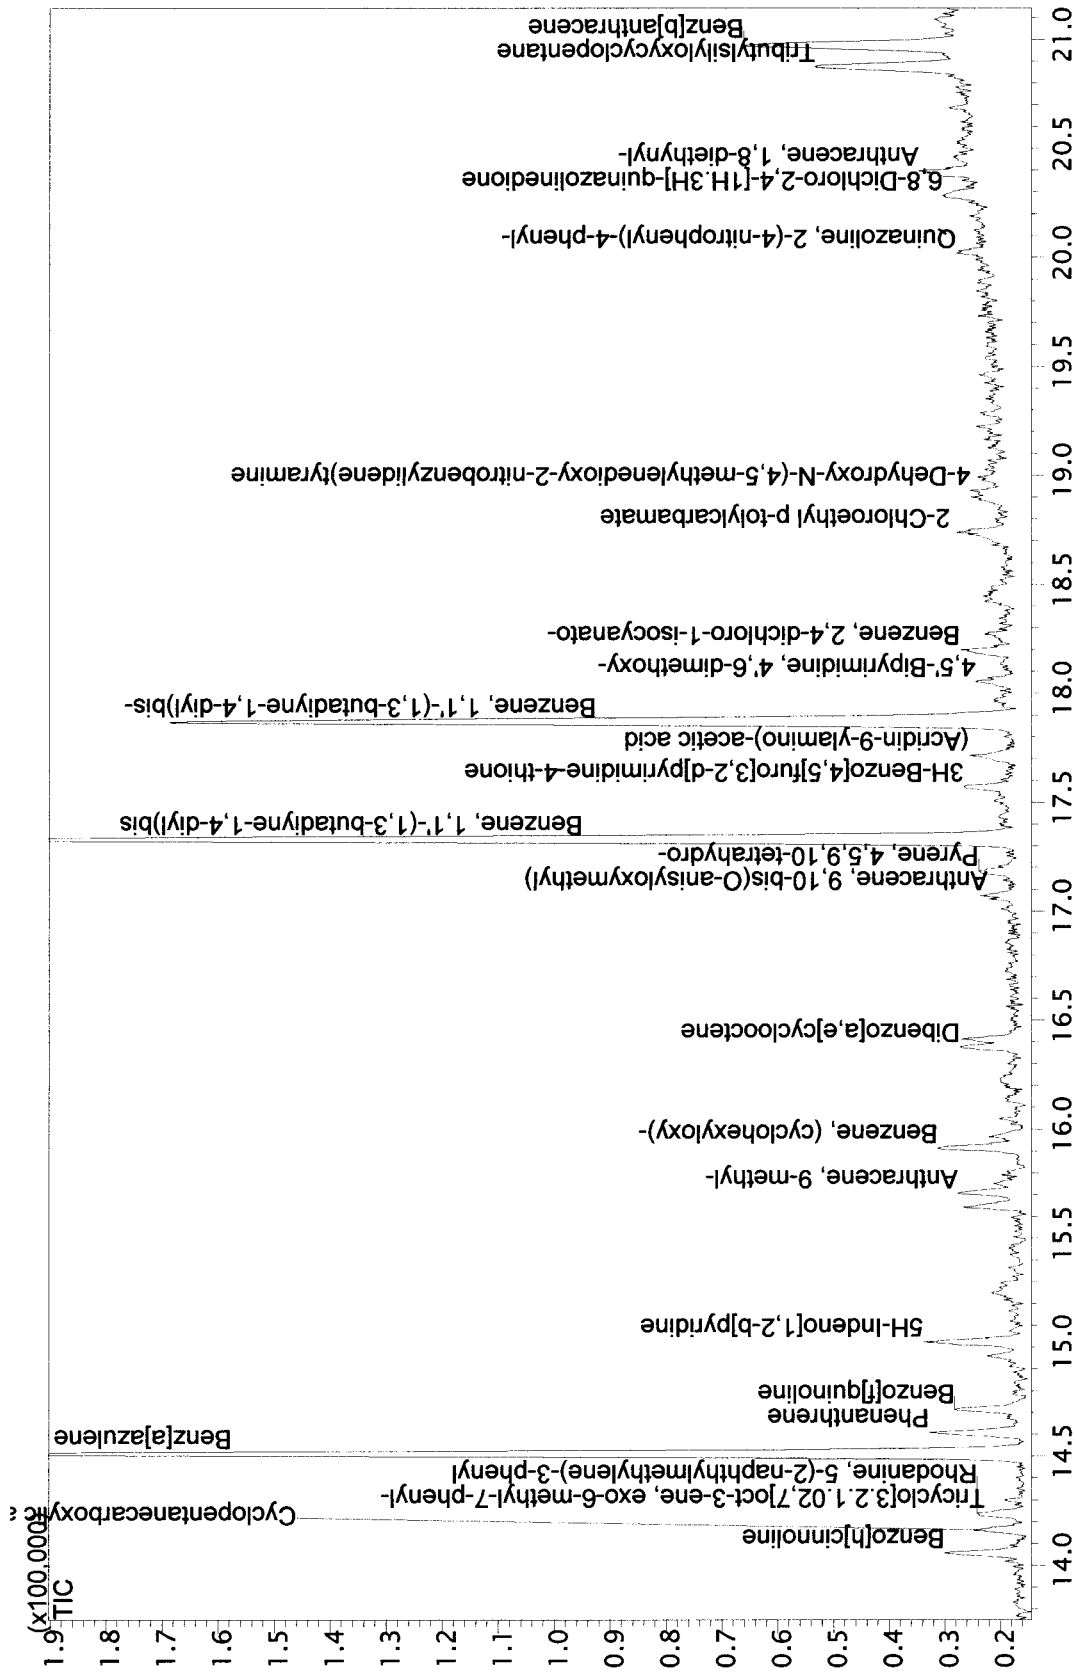 (x100,000)
TIC
1.9
1.8
1.7
1.6
1.5
1.4
1.3
1.2
1.1
1.0
0.9
0.8
0.7
0.6
0.5
0.4
0.3
0.2
Benzo[h]cinnoline
Cyclopentanecarboxylic a
Tricyclo[3.2.1.02,7]oct-3-ene, exo-6-methyl-7-phenyl-
Rhodanine, 5-(2-naphthylmethylene)-3-phenyl
Benz[a]azulene
Phenanthrene
Benzo[f]quinoline
5H-Indeno[1,2-b]pyridine
Anthracene, 9-methyl-
Benzene, (cyclohexyloxy)-
Dibenzo[a,e]cyclooctene
Anthracene, 9,10-bis(O-anisyloxymethyl)
Pyrene, 4,5,9,10-tetrahydro-
Benzene, 1,1'-(1,3-butadiyne-1,4-diyl)bis
3H-Benzo[4,5]furo[3,2-d]pyrimidine-4-thione
(Acridin-9-ylamino)-acetic acid
Benzene, 1,1'-(1,3-butadiyne-1,4-diyl)bis-
4,5'-Bipyrimidine, 4',6-dimethoxy-
Benzene, 2,4-dichloro-1-isocyanato-
2-Chloroethyl p-tolylcarbamate
4-Dehydroxy-N-(4,5-methylenedioxy-2-nitrobenzylidene)tyramine
Quinazoline, 2-(4-nitrophenyl)-4-phenyl-
6,8-Dichloro-2,4-[1H.3H]-quinazolinedione
Anthracene, 1,8-diethynyl-
Tributylsilyloxycyclopentane
Benz[b]anthracene
14.0
14.5
15.0
15.5
16.0
16.5
17.0
17.5
18.0
18.5
19.0
19.5
20.0
20.5
21.0